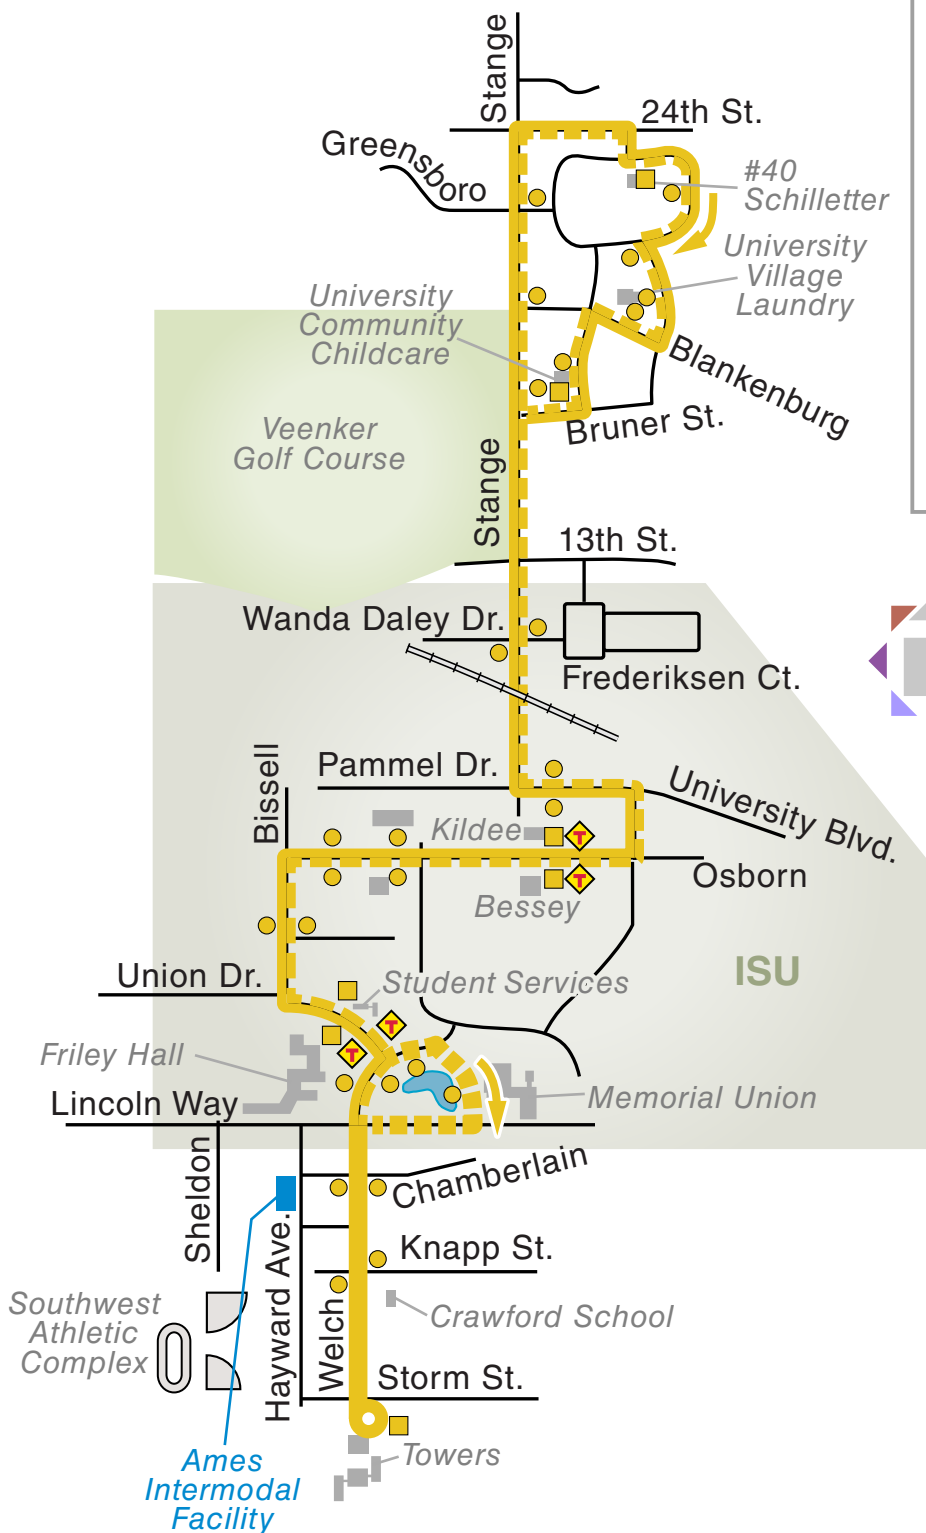 Stange
24th St.
Greensboro
#40
Schilletter
University
Village
Laundry
University
Community
Childcare
Blankenburg
Bruner St.
Veenker
Golf Course
Stange
13th St.
Wanda Daley Dr.
Frederiksen Ct.
Bissell
Pammel Dr.
University Blvd.
Kildee
T
Osborn
T
Bessey
ISU
Union Dr.
Student Services
T
T
Friley Hall
Lincoln Way
Memorial Union
Sheldon
Chamberlain
Hayward Ave.
Knapp St.
Southwest
Athletic
Complex
Welch
Crawford School
Storm St.
Towers
Ames
Intermodal
Facility